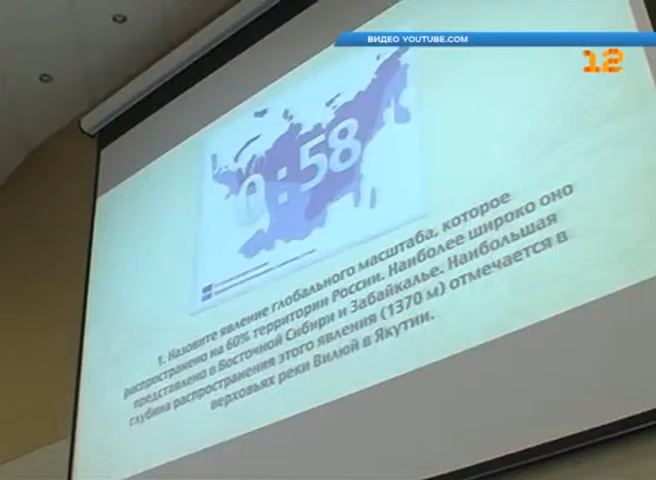 ВИДЕО YOUTUBE.COM
12
0:58
1. Назовите явление глобального масштаба, которое
распространено на 60% территории России. Наиболее широко оно
представлено в Восточной Сибири и Забайкалье. Наибольшая
глубина распространения этого явления (1370 м) отмечается в
верховьях реки Вилюй в Якутии.